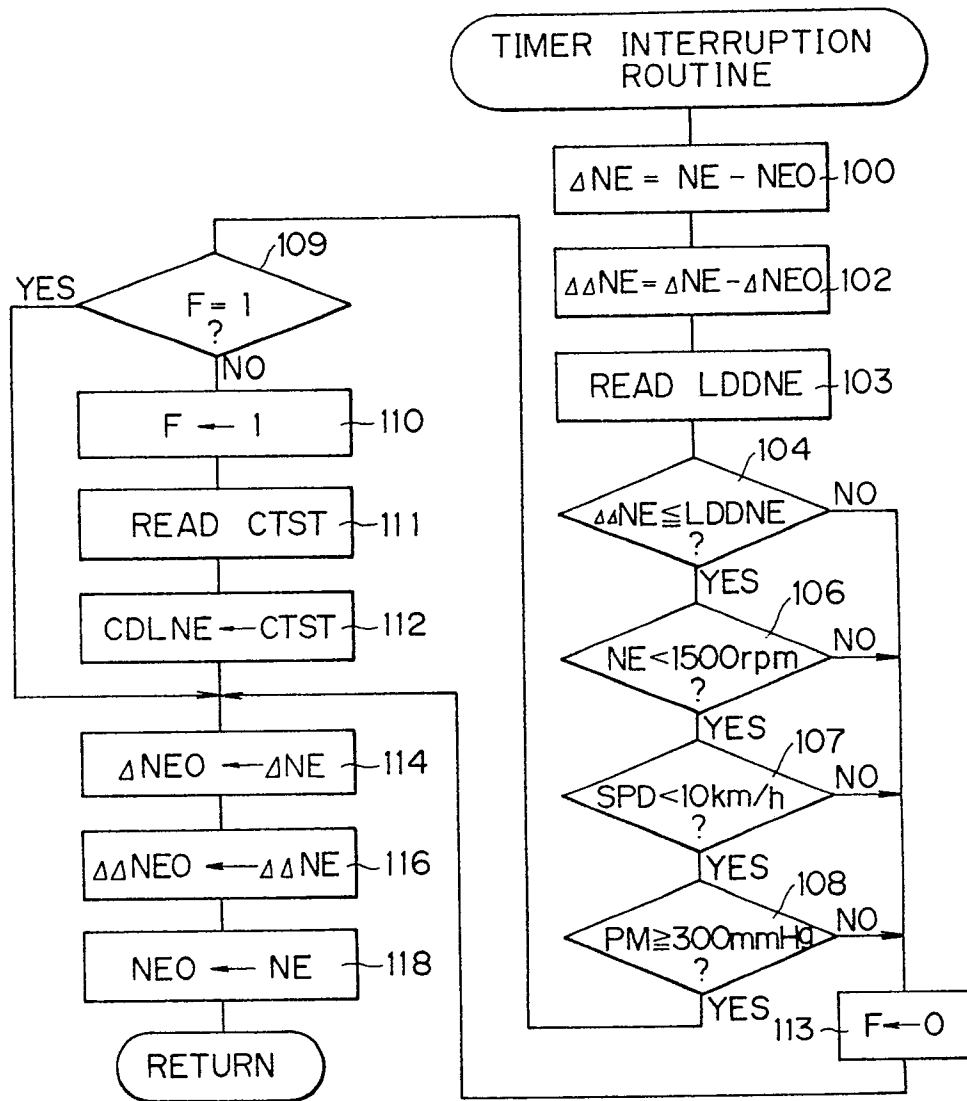 TIMER INTERRUPTION
ROUTINE
ΔNE = NE - NEO
100
ΔΔNE = ΔNE - ΔNEO
102
READ LDDNE
103
104
ΔΔNE ≦ LDDNE
?
NO
YES
106
NE < 1500rpm
?
NO
YES
107
SPD < 10km/h
?
NO
YES
108
PM ≧ 300mmHg
?
NO
YES
113
F ← 0
109
YES
F = 1
?
NO
F ← 1
110
READ CTST
111
CDLNE ← CTST
112
ΔNEO ← ΔNE
114
ΔΔNEO ← ΔΔNE
116
NEO ← NE
118
RETURN